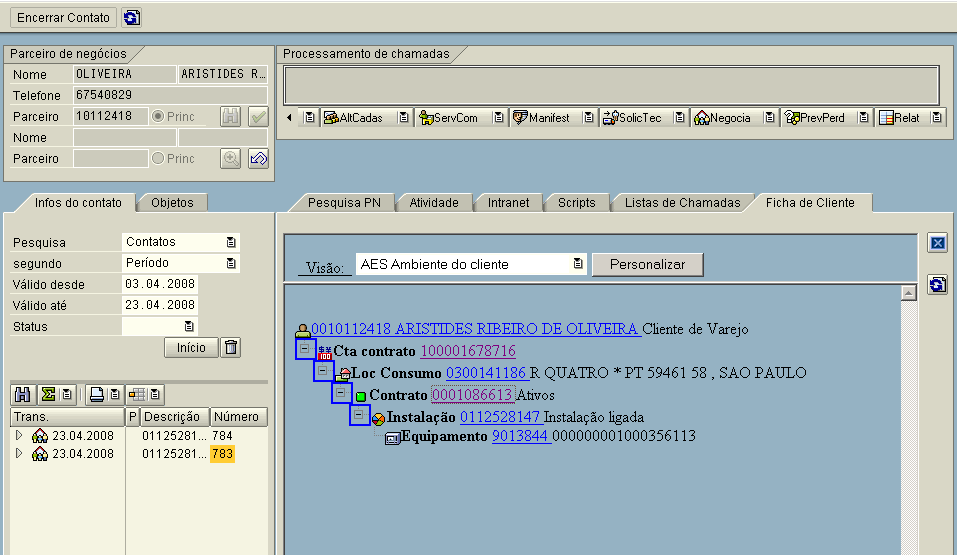 Encerrar Contato
Parceiro de negócios
Nome OLIVEIRA ARISTIDES R…
Telefone 67540829
Parceiro 10112418 Princ
Nome
Parceiro Princ
Processamento de chamadas
AltCadas ServCom Manifest SolicTec Negocia PrevPerd Relat
Infos do contato Objetos
Pesquisa Contatos
segundo Período
Válido desde 03.04.2008
Válido até 23.04.2008
Status
Início
Trans. P Descrição Número
23.04.2008 01125281... 784
23.04.2008 01125281... 783
Pesquisa PN Atividade Intranet Scripts Listas de Chamadas Ficha de Cliente
Visão: AES Ambiente do cliente Personalizar
0010112418 ARISTIDES RIBEIRO DE OLIVEIRA Cliente de Varejo
Cta contrato 100001678716
Loc Consumo 0300141186 R QUATRO * PT 59461 58 , SAO PAULO
Contrato 0001086613 Ativos
Instalação 0112528147 Instalação ligada
Equipamento 9013844 000000001000356113